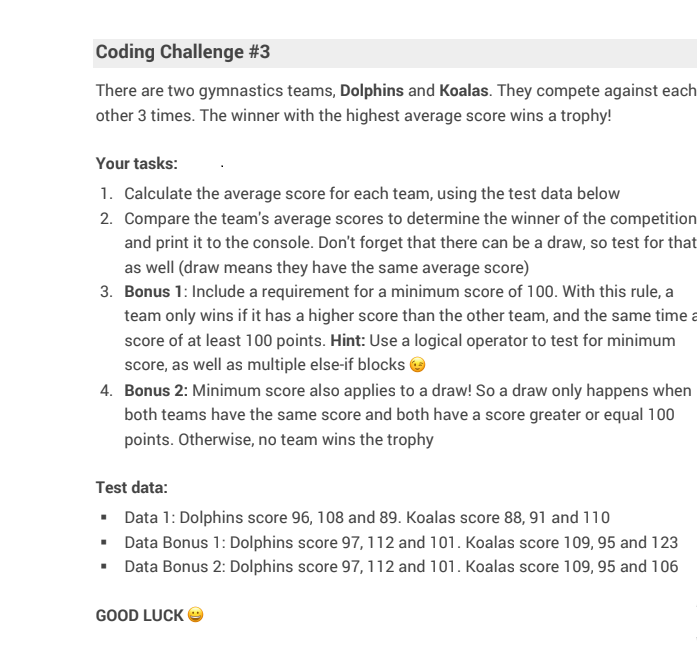 Coding Challenge #3
There are two gymnastics teams, Dolphins and Koalas. They compete against each
other 3 times. The winner with the highest average score wins a trophy!
Your tasks:
1. Calculate the average score for each team, using the test data below
2. Compare the team's average scores to determine the winner of the competition
and print it to the console. Don't forget that there can be a draw, so test for that
as well (draw means they have the same average score)
3. Bonus 1: Include a requirement for a minimum score of 100. With this rule, a
team only wins if it has a higher score than the other team, and the same time a
score of at least 100 points. Hint: Use a logical operator to test for minimum
score, as well as multiple else-if blocks 😉
4. Bonus 2: Minimum score also applies to a draw! So a draw only happens when
both teams have the same score and both have a score greater or equal 100
points. Otherwise, no team wins the trophy
Test data:
▪ Data 1: Dolphins score 96, 108 and 89. Koalas score 88, 91 and 110
▪ Data Bonus 1: Dolphins score 97, 112 and 101. Koalas score 109, 95 and 123
▪ Data Bonus 2: Dolphins score 97, 112 and 101. Koalas score 109, 95 and 106
GOOD LUCK 😀